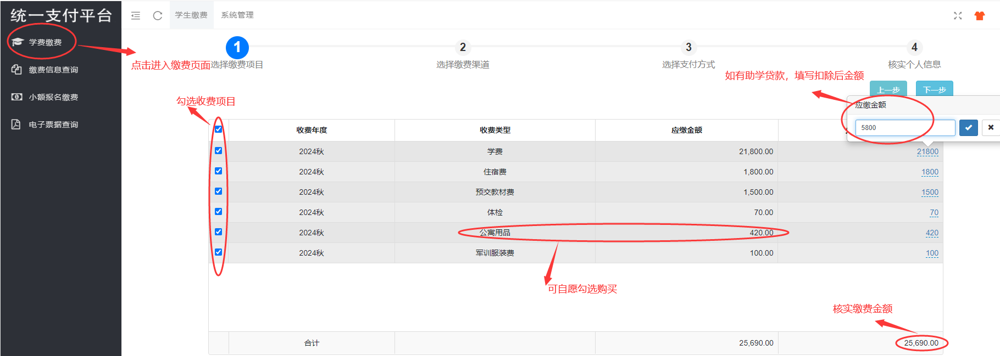 统一支付平台
学生缴费
系统管理
学费缴费
缴费信息查询
小额报名缴费
电子票据查询
1
2
3
4
点击进入缴费页面
选择缴费项目
选择缴费渠道
选择支付方式
核实个人信息
如有助学贷款，填写扣除后金额
上一步
下一步
勾选收费项目
应缴金额
5800
收费年度
收费类型
应缴金额
2024秋
学费
21,800.00
21800
2024秋
住宿费
1,800.00
1800
2024秋
预交教材费
1,500.00
1500
2024秋
体检
70.00
70
2024秋
公寓用品
420.00
420
2024秋
军训服装费
100.00
100
可自愿勾选购买
核实缴费金额
合计
25,690.00
25,690.00